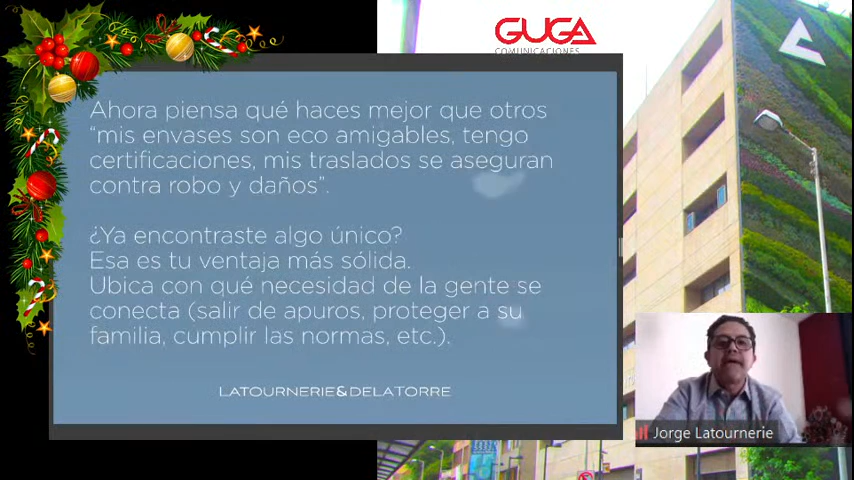 GUGA
COMUNICACIONES
Ahora piensa qué haces mejor que otros
“mis envases son eco amigables, tengo
certificaciones, mis traslados se aseguran
contra robo y daños”.
¿Ya encontraste algo único?
Esa es tu ventaja más sólida.
Ubica con qué necesidad de la gente se
conecta (salir de apuros, proteger a su
familia, cumplir las normas, etc.).
LATOURNERIE&DELATORRE
Jorge Latournerie